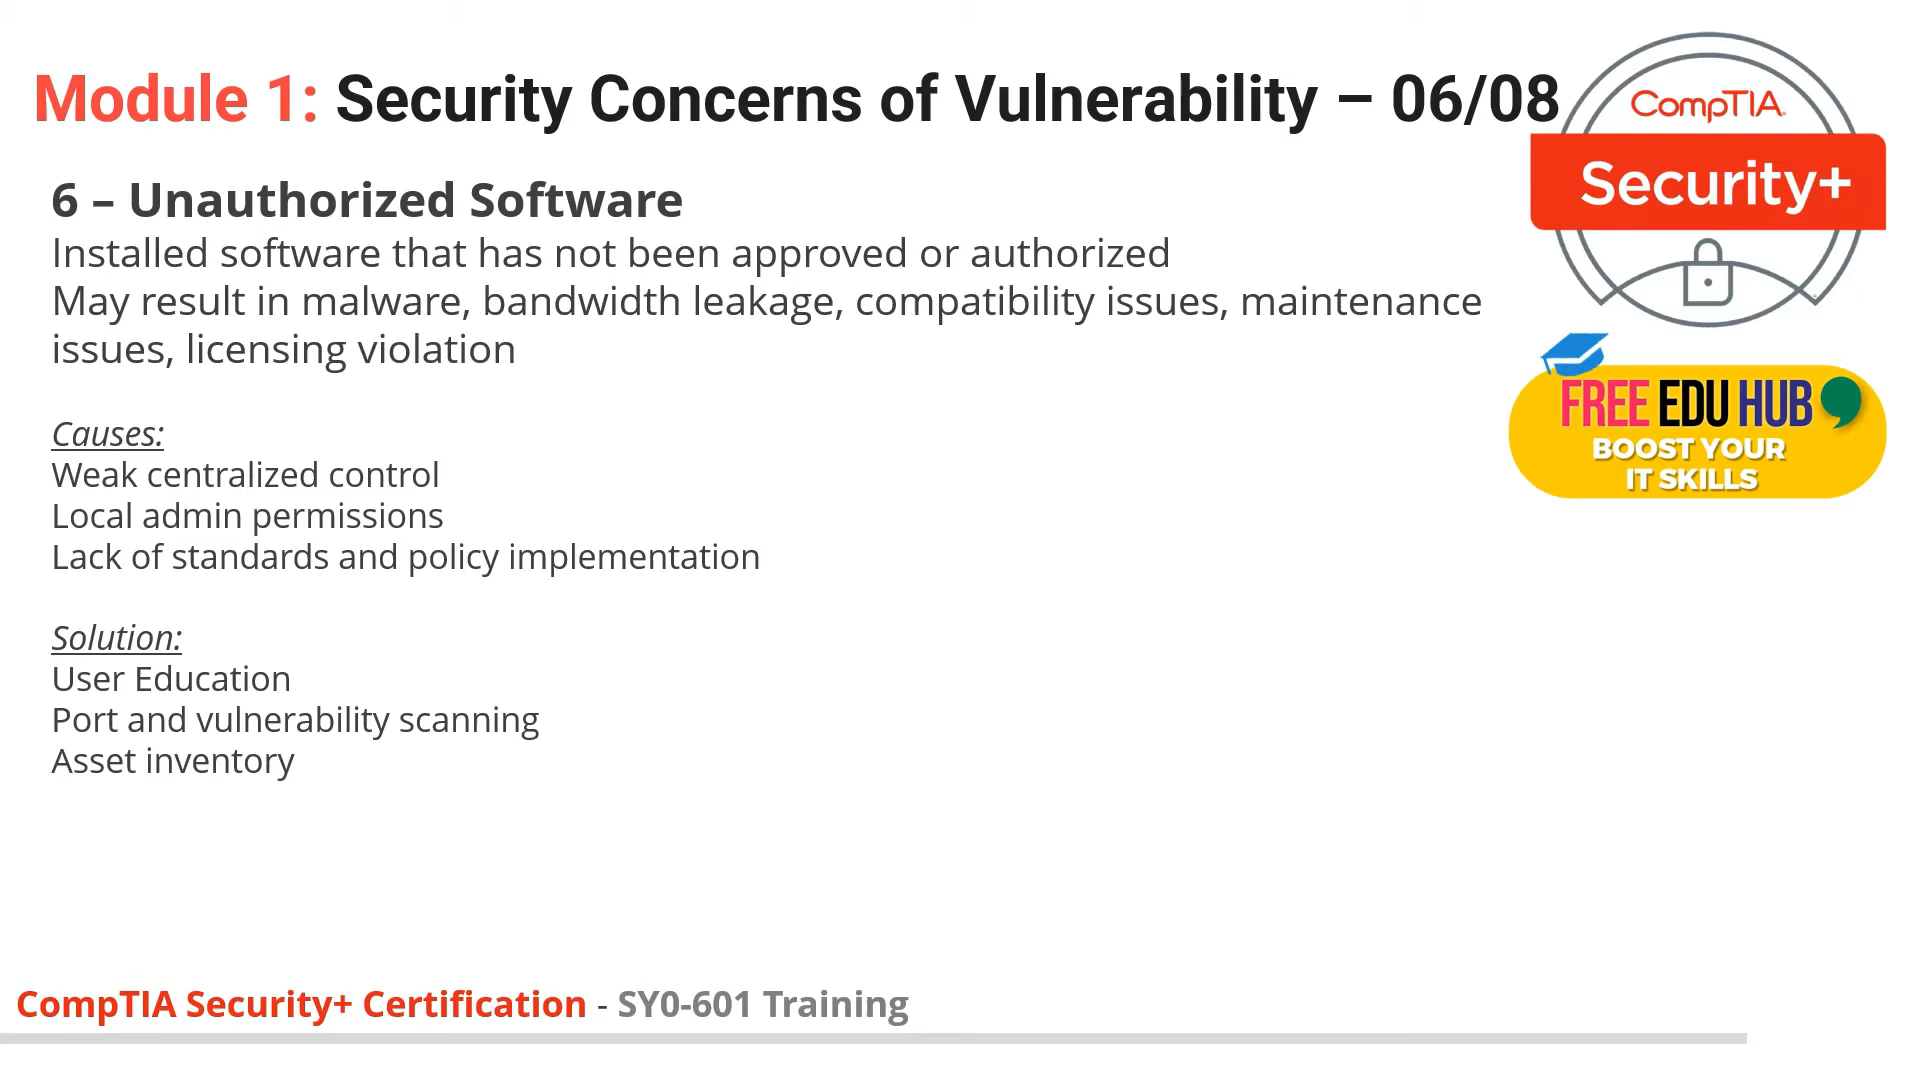 Module 1: Security Concerns of Vulnerability – 06/08
CompTIA.
Security+
6 – Unauthorized Software
Installed software that has not been approved or authorized
May result in malware, bandwidth leakage, compatibility issues, maintenance
issues, licensing violation
FREE EDU HUB
BOOST YOUR
IT SKILLS
Causes:
Weak centralized control
Local admin permissions
Lack of standards and policy implementation
Solution:
User Education
Port and vulnerability scanning
Asset inventory
CompTIA Security+ Certification - SY0-601 Training